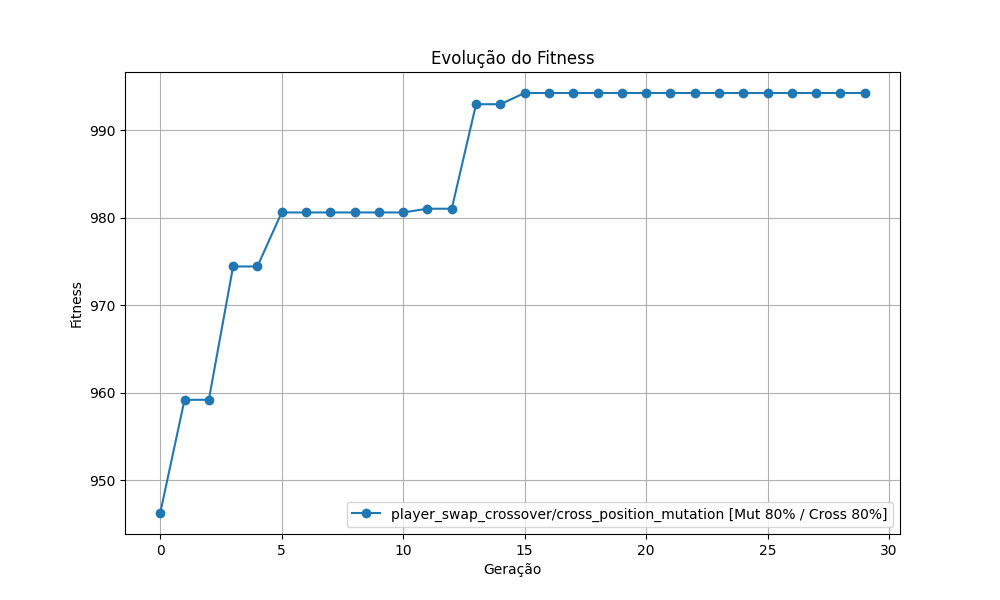 Evolução do Fitness
Fitness
990
980
970
960
950
player_swap_crossover/cross_position_mutation [Mut 80% / Cross 80%]
0 5 10 15 20 25 30
Geração